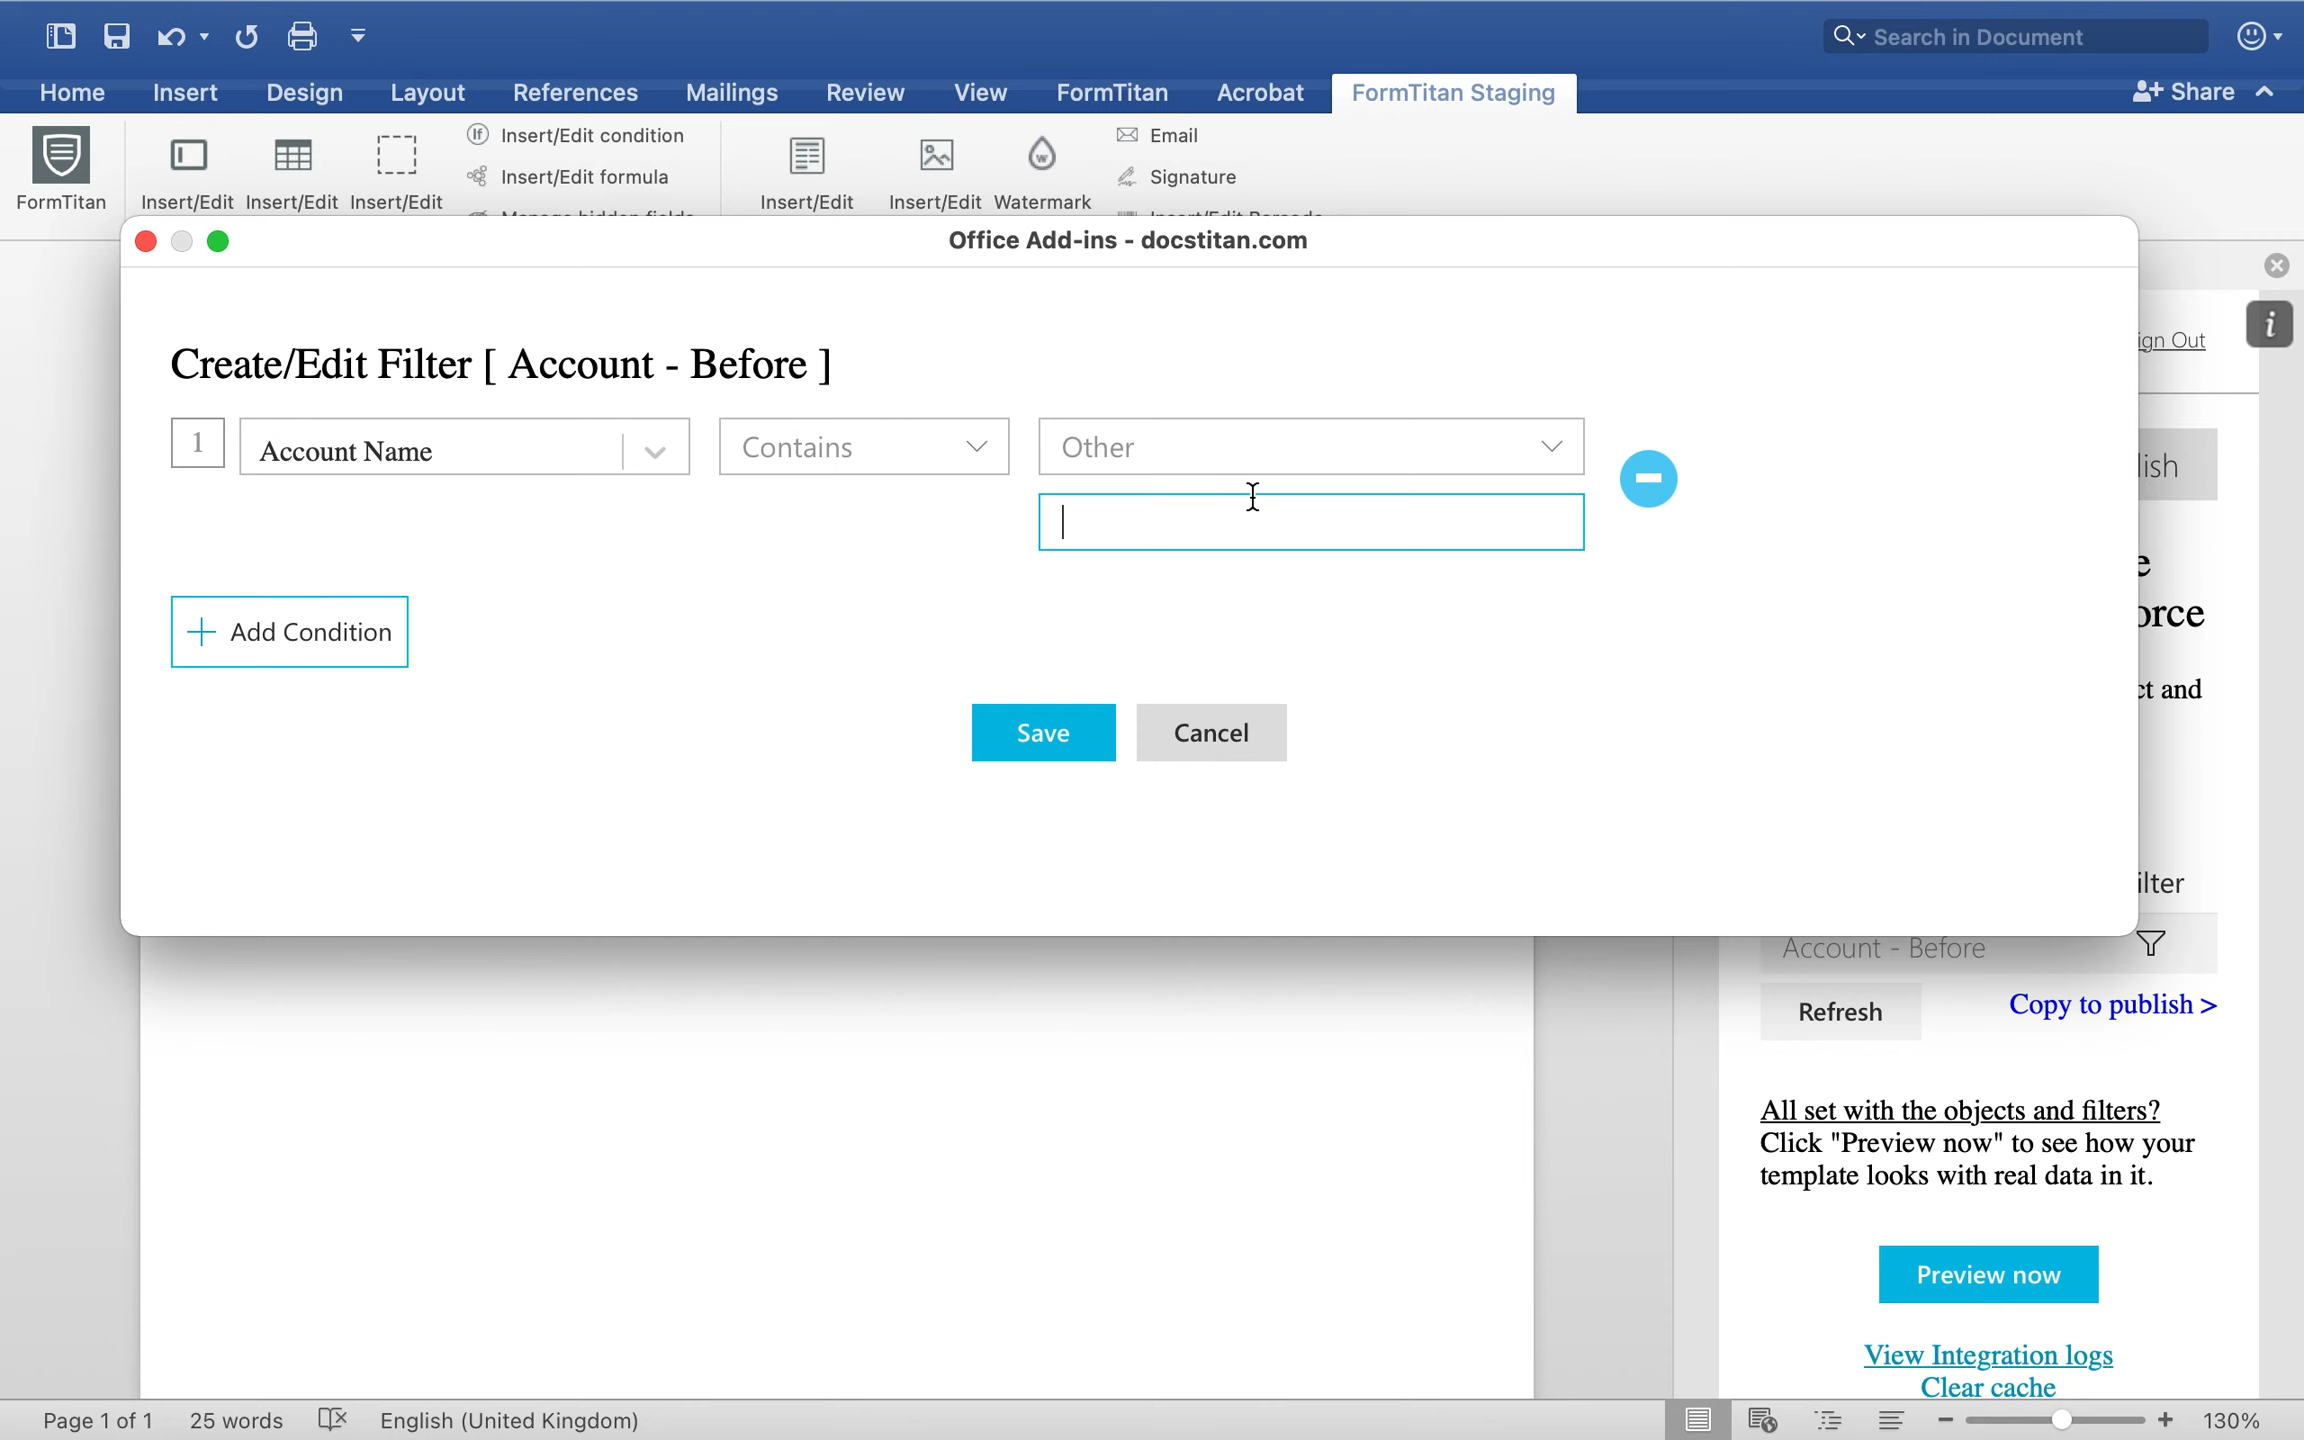 Search in Document
Home Insert Design Layout References Mailings Review View FormTitan Acrobat FormTitan Staging Share
If Insert/Edit condition
Email
Insert/Edit formula
Signature
FormTitan Insert/Edit Insert/Edit Insert/Edit Insert/Edit Insert/Edit Watermark
W
Office Add-ins - docstitan.com
i
ign Out
Create/Edit Filter [ Account - Before ]
1 Account Name Contains Other
lish
e
Add Condition
orce
ct and
Save Cancel
ilter
Account - Before
Refresh Copy to publish >
All set with the objects and filters?
Click "Preview now" to see how your
template looks with real data in it.
Preview now
View Integration logs
Clear cache
Page 1 of 1 25 words English (United Kingdom) 130%